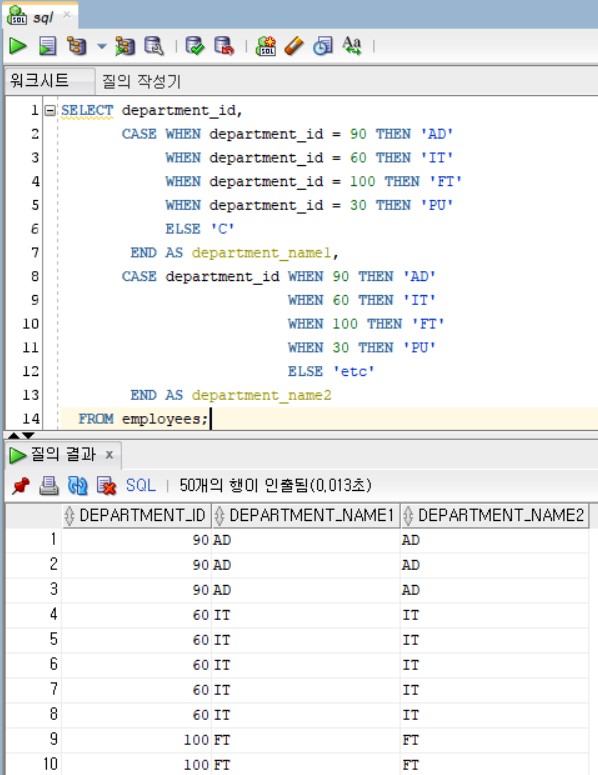 sql
워크시트 질의 작성기
1 SELECT department_id,
2 CASE WHEN department_id = 90 THEN 'AD'
3 WHEN department_id = 60 THEN 'IT'
4 WHEN department_id = 100 THEN 'FT'
5 WHEN department_id = 30 THEN 'PU'
6 ELSE 'C'
7 END AS department_name1,
8 CASE department_id WHEN 90 THEN 'AD'
9 WHEN 60 THEN 'IT'
10 WHEN 100 THEN 'FT'
11 WHEN 30 THEN 'PU'
12 ELSE 'etc'
13 END AS department_name2
14 FROM employees;
질의 결과 x
SQL | 50개의 행이 인출됨(0,013초)
DEPARTMENT_ID DEPARTMENT_NAME1 DEPARTMENT_NAME2
1 90 AD AD
2 90 AD AD
3 90 AD AD
4 60 IT IT
5 60 IT IT
6 60 IT IT
7 60 IT IT
8 60 IT IT
9 100 FT FT
10 100 FT FT